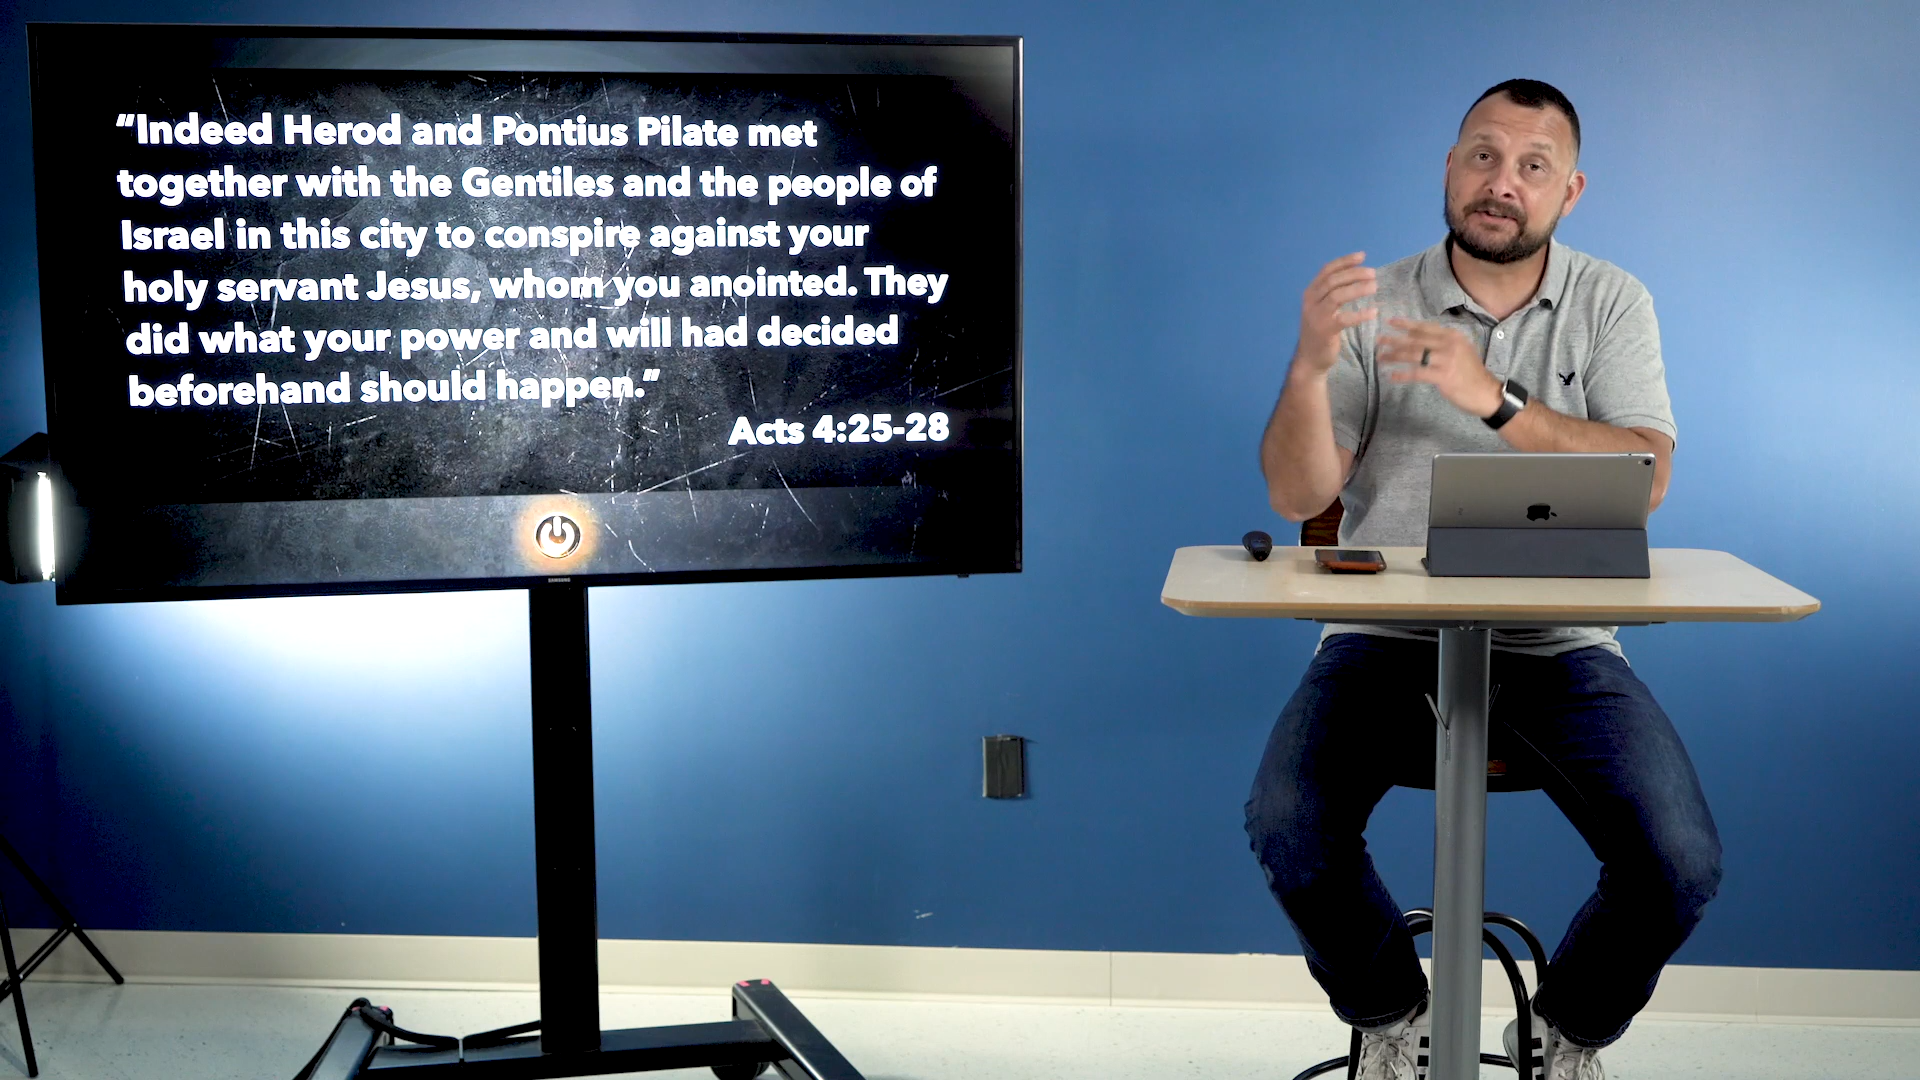 “Indeed Herod and Pontius Pilate met
together with the Gentiles and the people of
Israel in this city to conspire against your
holy servant Jesus, whom you anointed. They
did what your power and will had decided
beforehand should happen.”
Acts 4:25-28
SAMSUNG